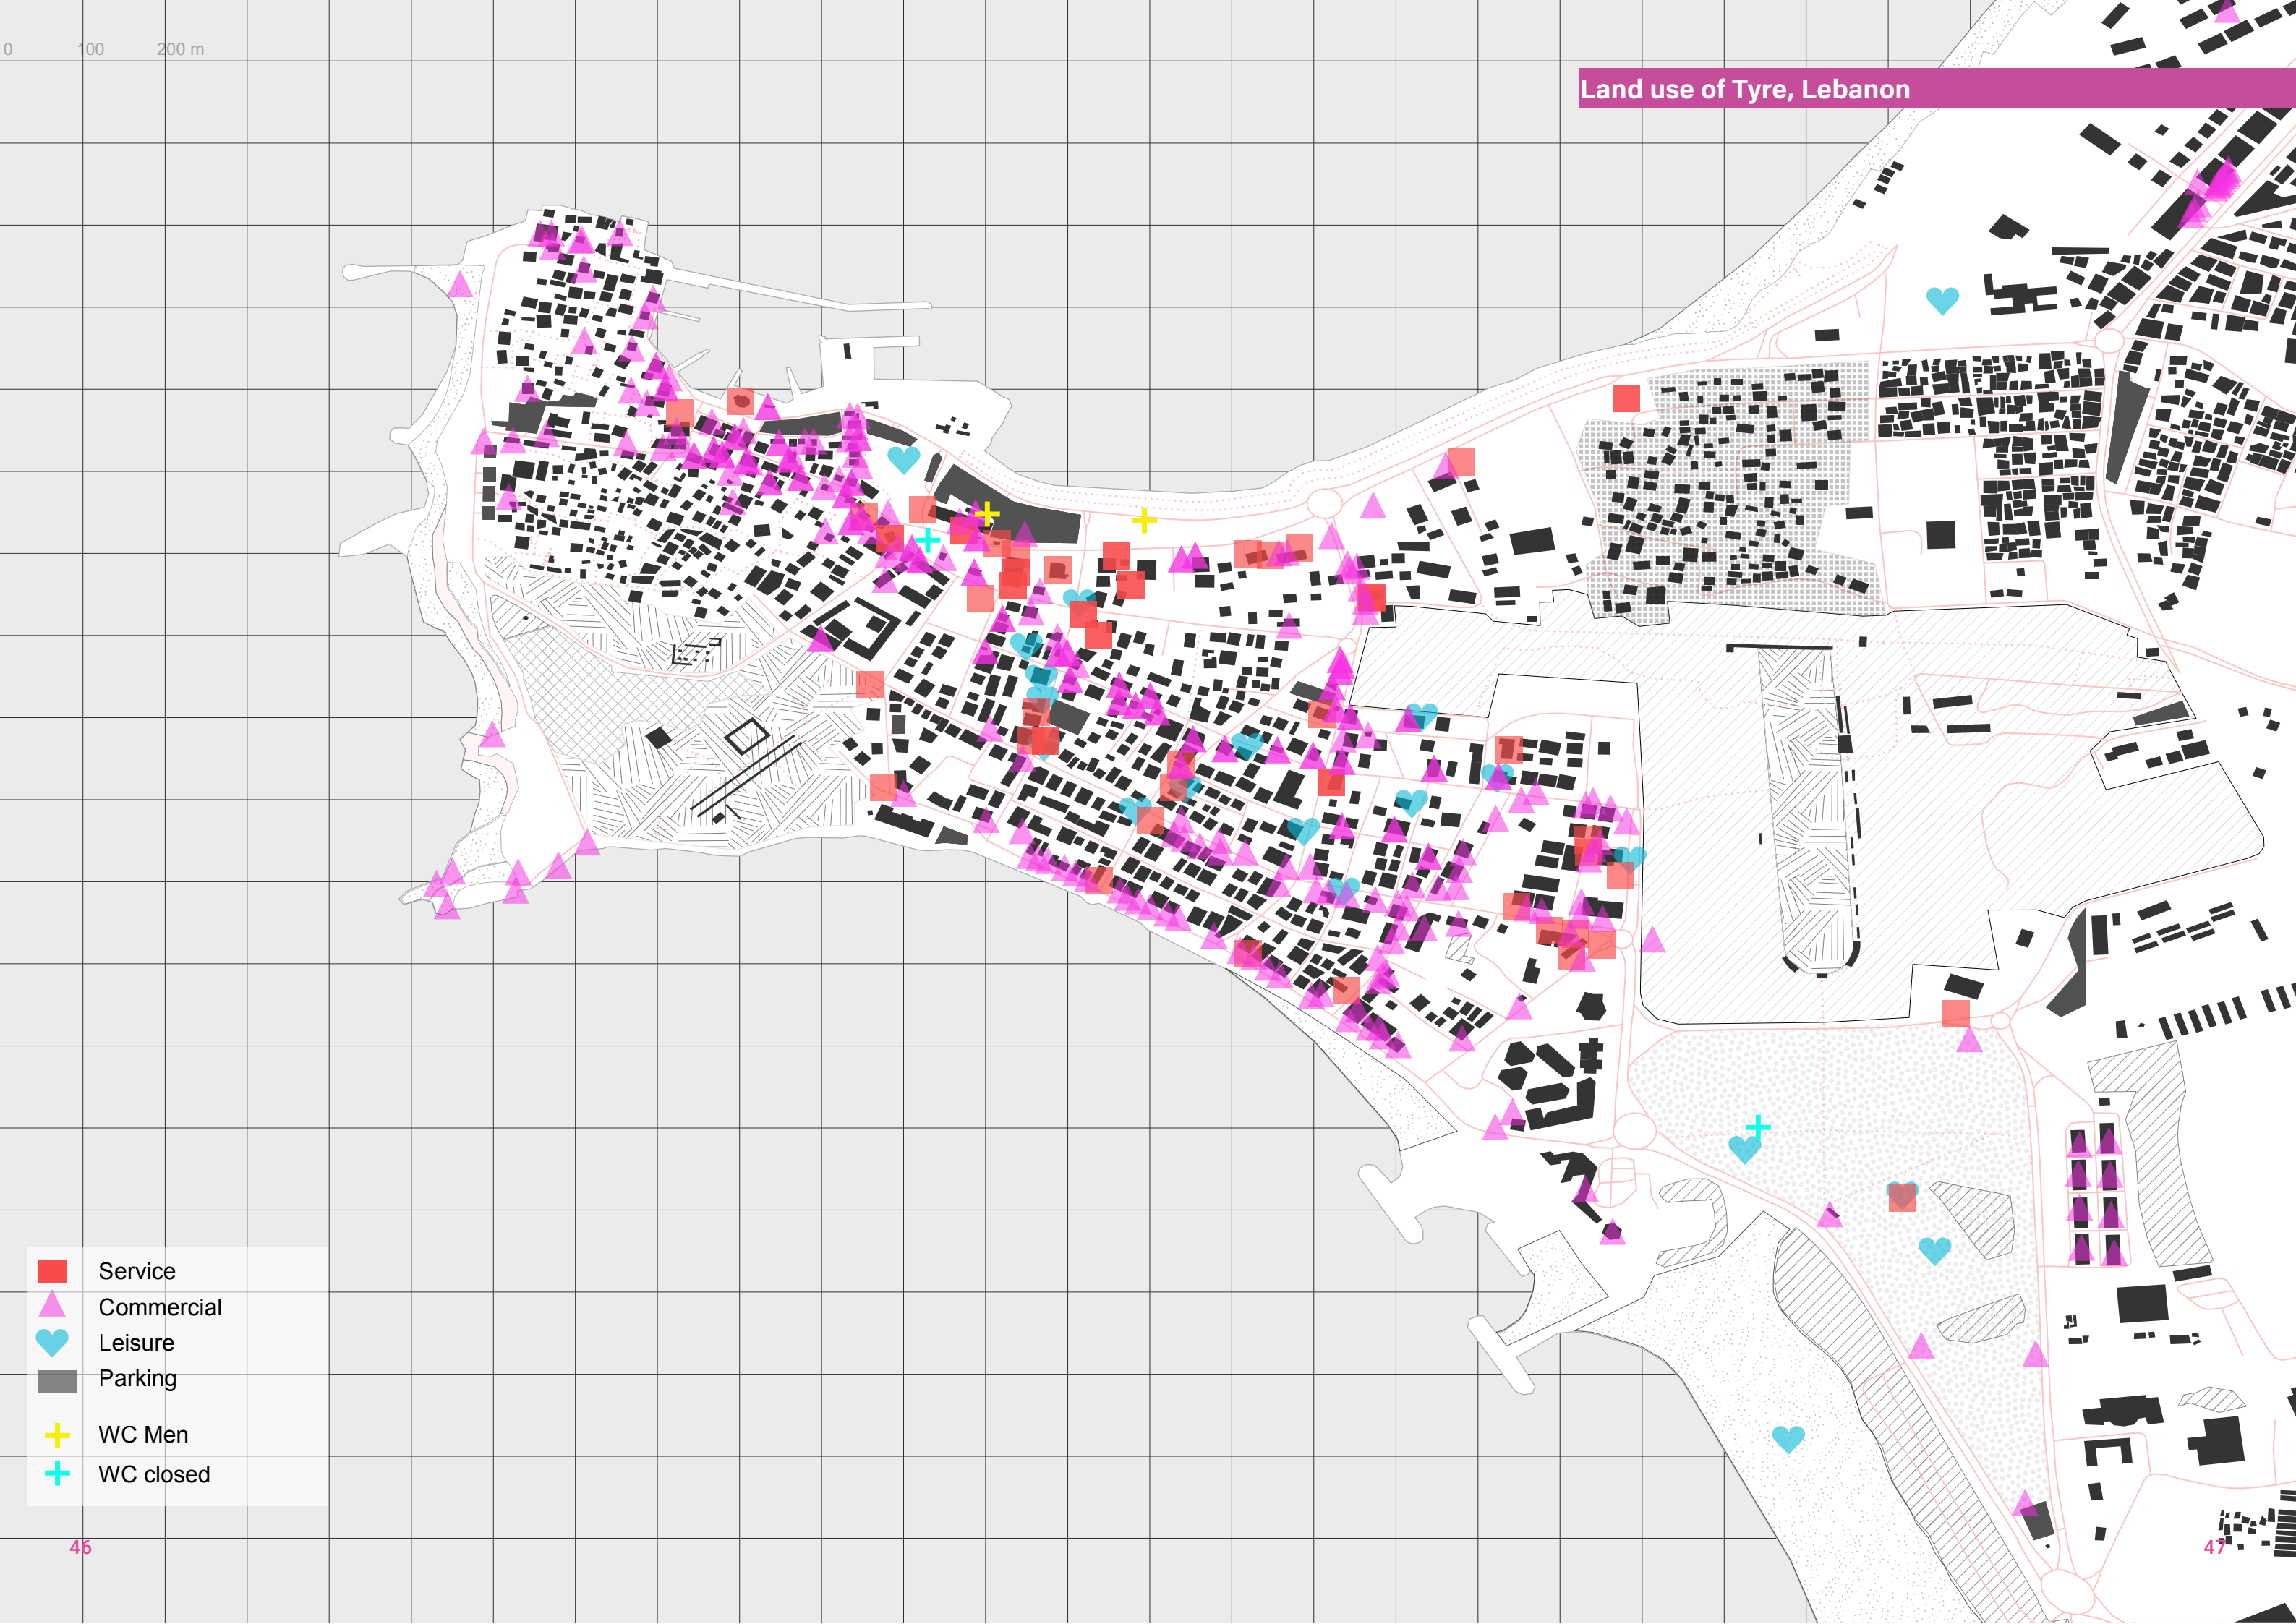 0 100 200 m
Land use of Tyre, Lebanon
Service
Commercial
Leisure
Parking
WC Men
WC closed
46
47